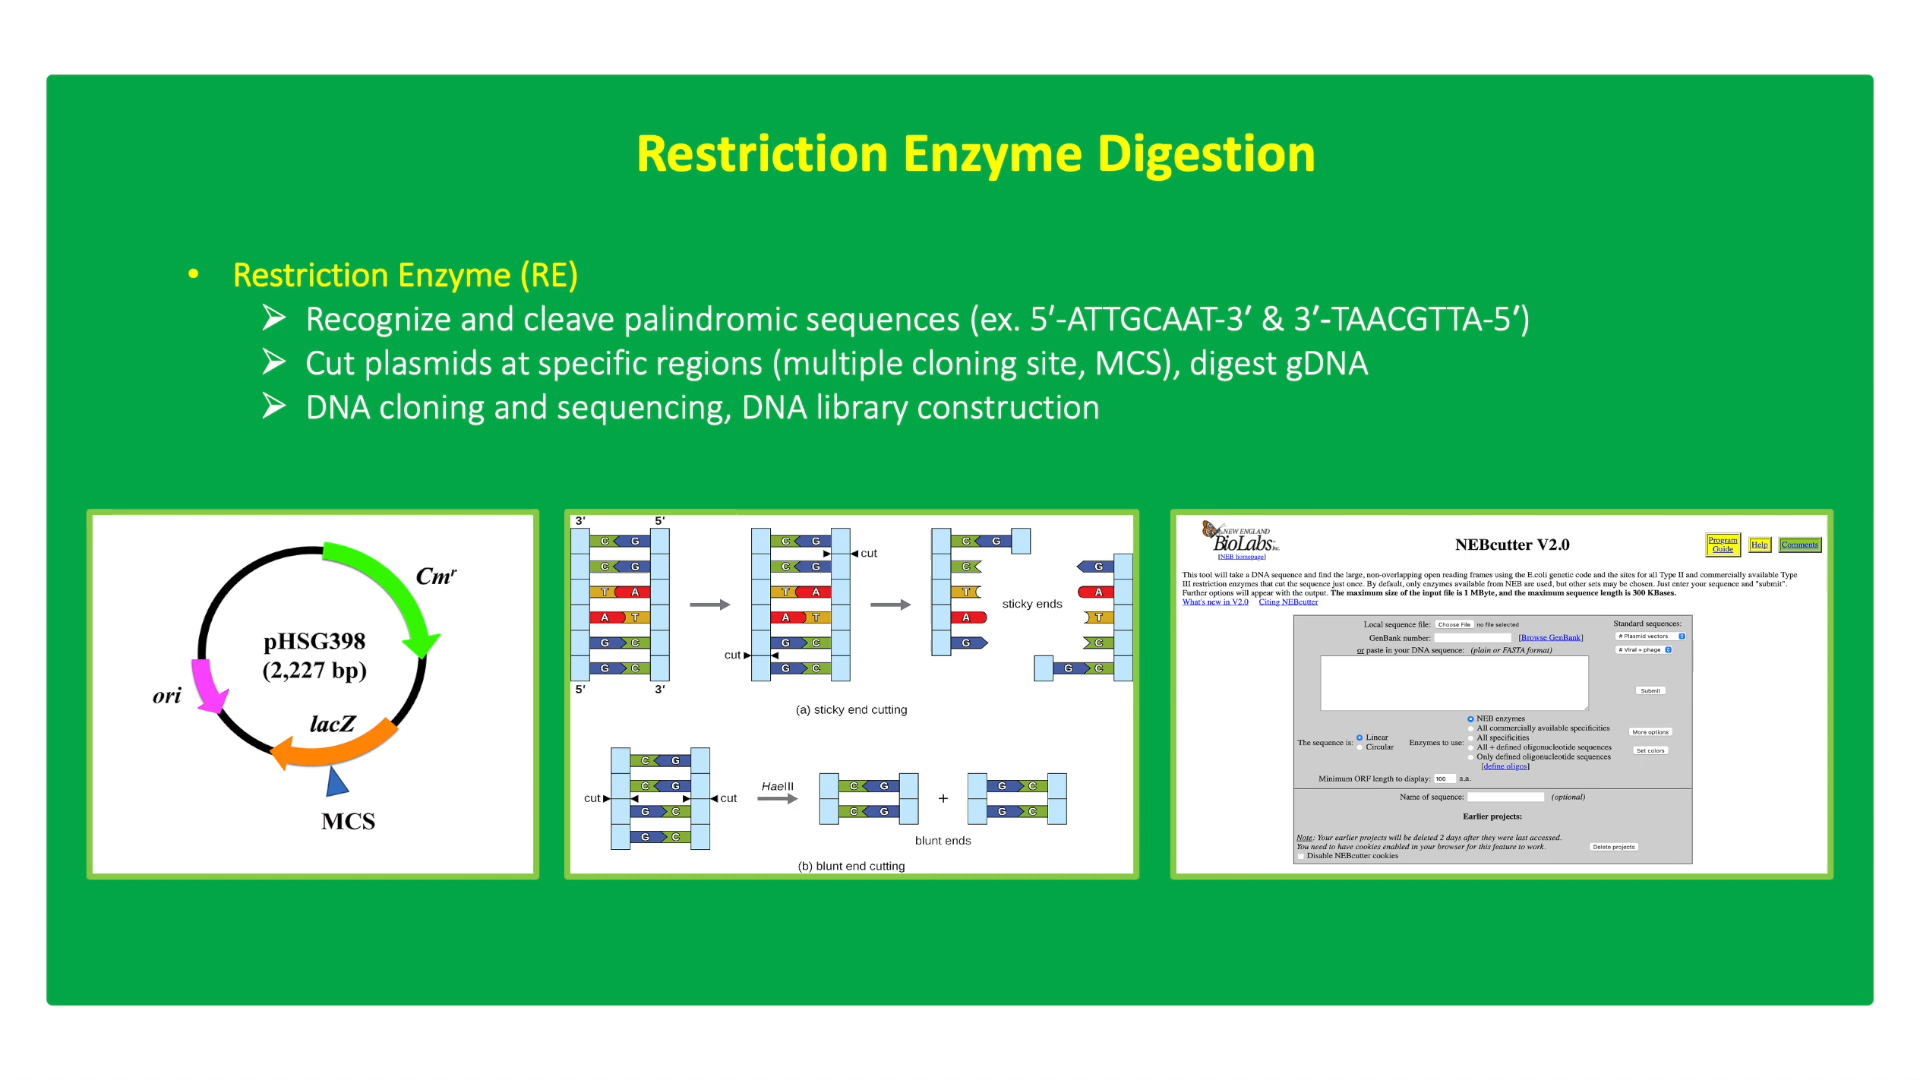 Restriction Enzyme Digestion
• Restriction Enzyme (RE)
➢ Recognize and cleave palindromic sequences (ex. 5′-ATTGCAAT-3′ & 3′-TAACGTTA-5′)
➢ Cut plasmids at specific regions (multiple cloning site, MCS), digest gDNA
➢ DNA cloning and sequencing, DNA library construction
Cmʳ
pHSG398
(2,227 bp)
ori
lacZ
MCS
3′ 5′
C G C G C G
cut
C G C G C G
T A T A T A
sticky ends
A T A T A T
G C G C G C
cut
G C G C G C
5′ 3′
(a) sticky end cutting
C G
C G HaeIII C G G C
cut cut +
G C C G G C
G C
blunt ends
(b) blunt end cutting
NEW ENGLAND
BioLabs Inc.
[NEB homepage]
NEBcutter V2.0
Program
Guide
Help
Comments
This tool will take a DNA sequence and find the large, non-overlapping open reading frames using the E.coli genetic code and the sites for all Type II and commercially available Type
III restriction enzymes that cut the sequence just once. By default, only enzymes available from NEB are used, but other sets may be chosen. Just enter your sequence and "submit".
Further options will appear with the output. The maximum size of the input file is 1 MByte, and the maximum sequence length is 300 KBases.
What's new in V2.0 Citing NEBcutter
Local sequence file: Choose File no file selected
Standard sequences:
GenBank number: [Browse GenBank]
# Plasmid vectors
or paste in your DNA sequence: (plain or FASTA format)
# Viral + phage
Submit
The sequence is: Linear
Circular
Enzymes to use: NEB enzymes
All commercially available specificities
All specificities
All + defined oligonucleotide sequences
Only defined oligonucleotide sequences
[define oligos]
More options
Set colors
Minimum ORF length to display: 100 a.a.
Name of sequence: (optional)
Earlier projects:
Note: Your earlier projects will be deleted 2 days after they were last accessed.
You need to have cookies enabled in your browser for this feature to work.
Delete projects
Disable NEBcutter cookies